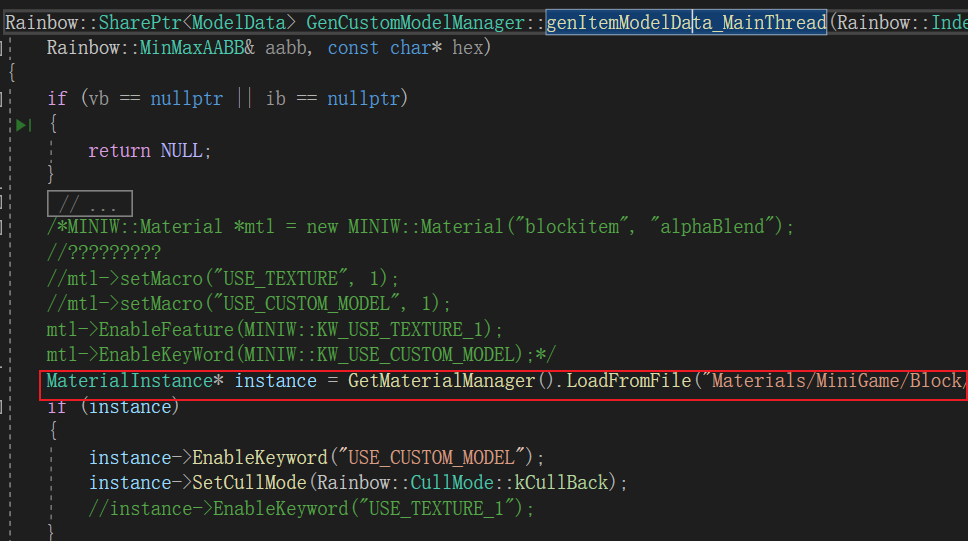 Rainbow::SharePtr<ModelData> GenCustomModelManager::genItemModelData_MainThread(Rainbow::Inde
Rainbow::MinMaxAABB& aabb, const char* hex)
{
if (vb == nullptr || ib == nullptr)
{
return NULL;
}
// ...
/*MINIW::Material *mtl = new MINIW::Material("blockitem", "alphaBlend");
//?????????
//mtl->setMacro("USE_TEXTURE", 1);
//mtl->setMacro("USE_CUSTOM_MODEL", 1);
mtl->EnableFeature(MINIW::KW_USE_TEXTURE_1);
mtl->EnableKeyWord(MINIW::KW_USE_CUSTOM_MODEL);*/
MaterialInstance* instance = GetMaterialManager().LoadFromFile("Materials/MiniGame/Block/
if (instance)
{
instance->EnableKeyword("USE_CUSTOM_MODEL");
instance->SetCullMode(Rainbow::CullMode::kCullBack);
//instance->EnableKeyword("USE_TEXTURE_1");
}